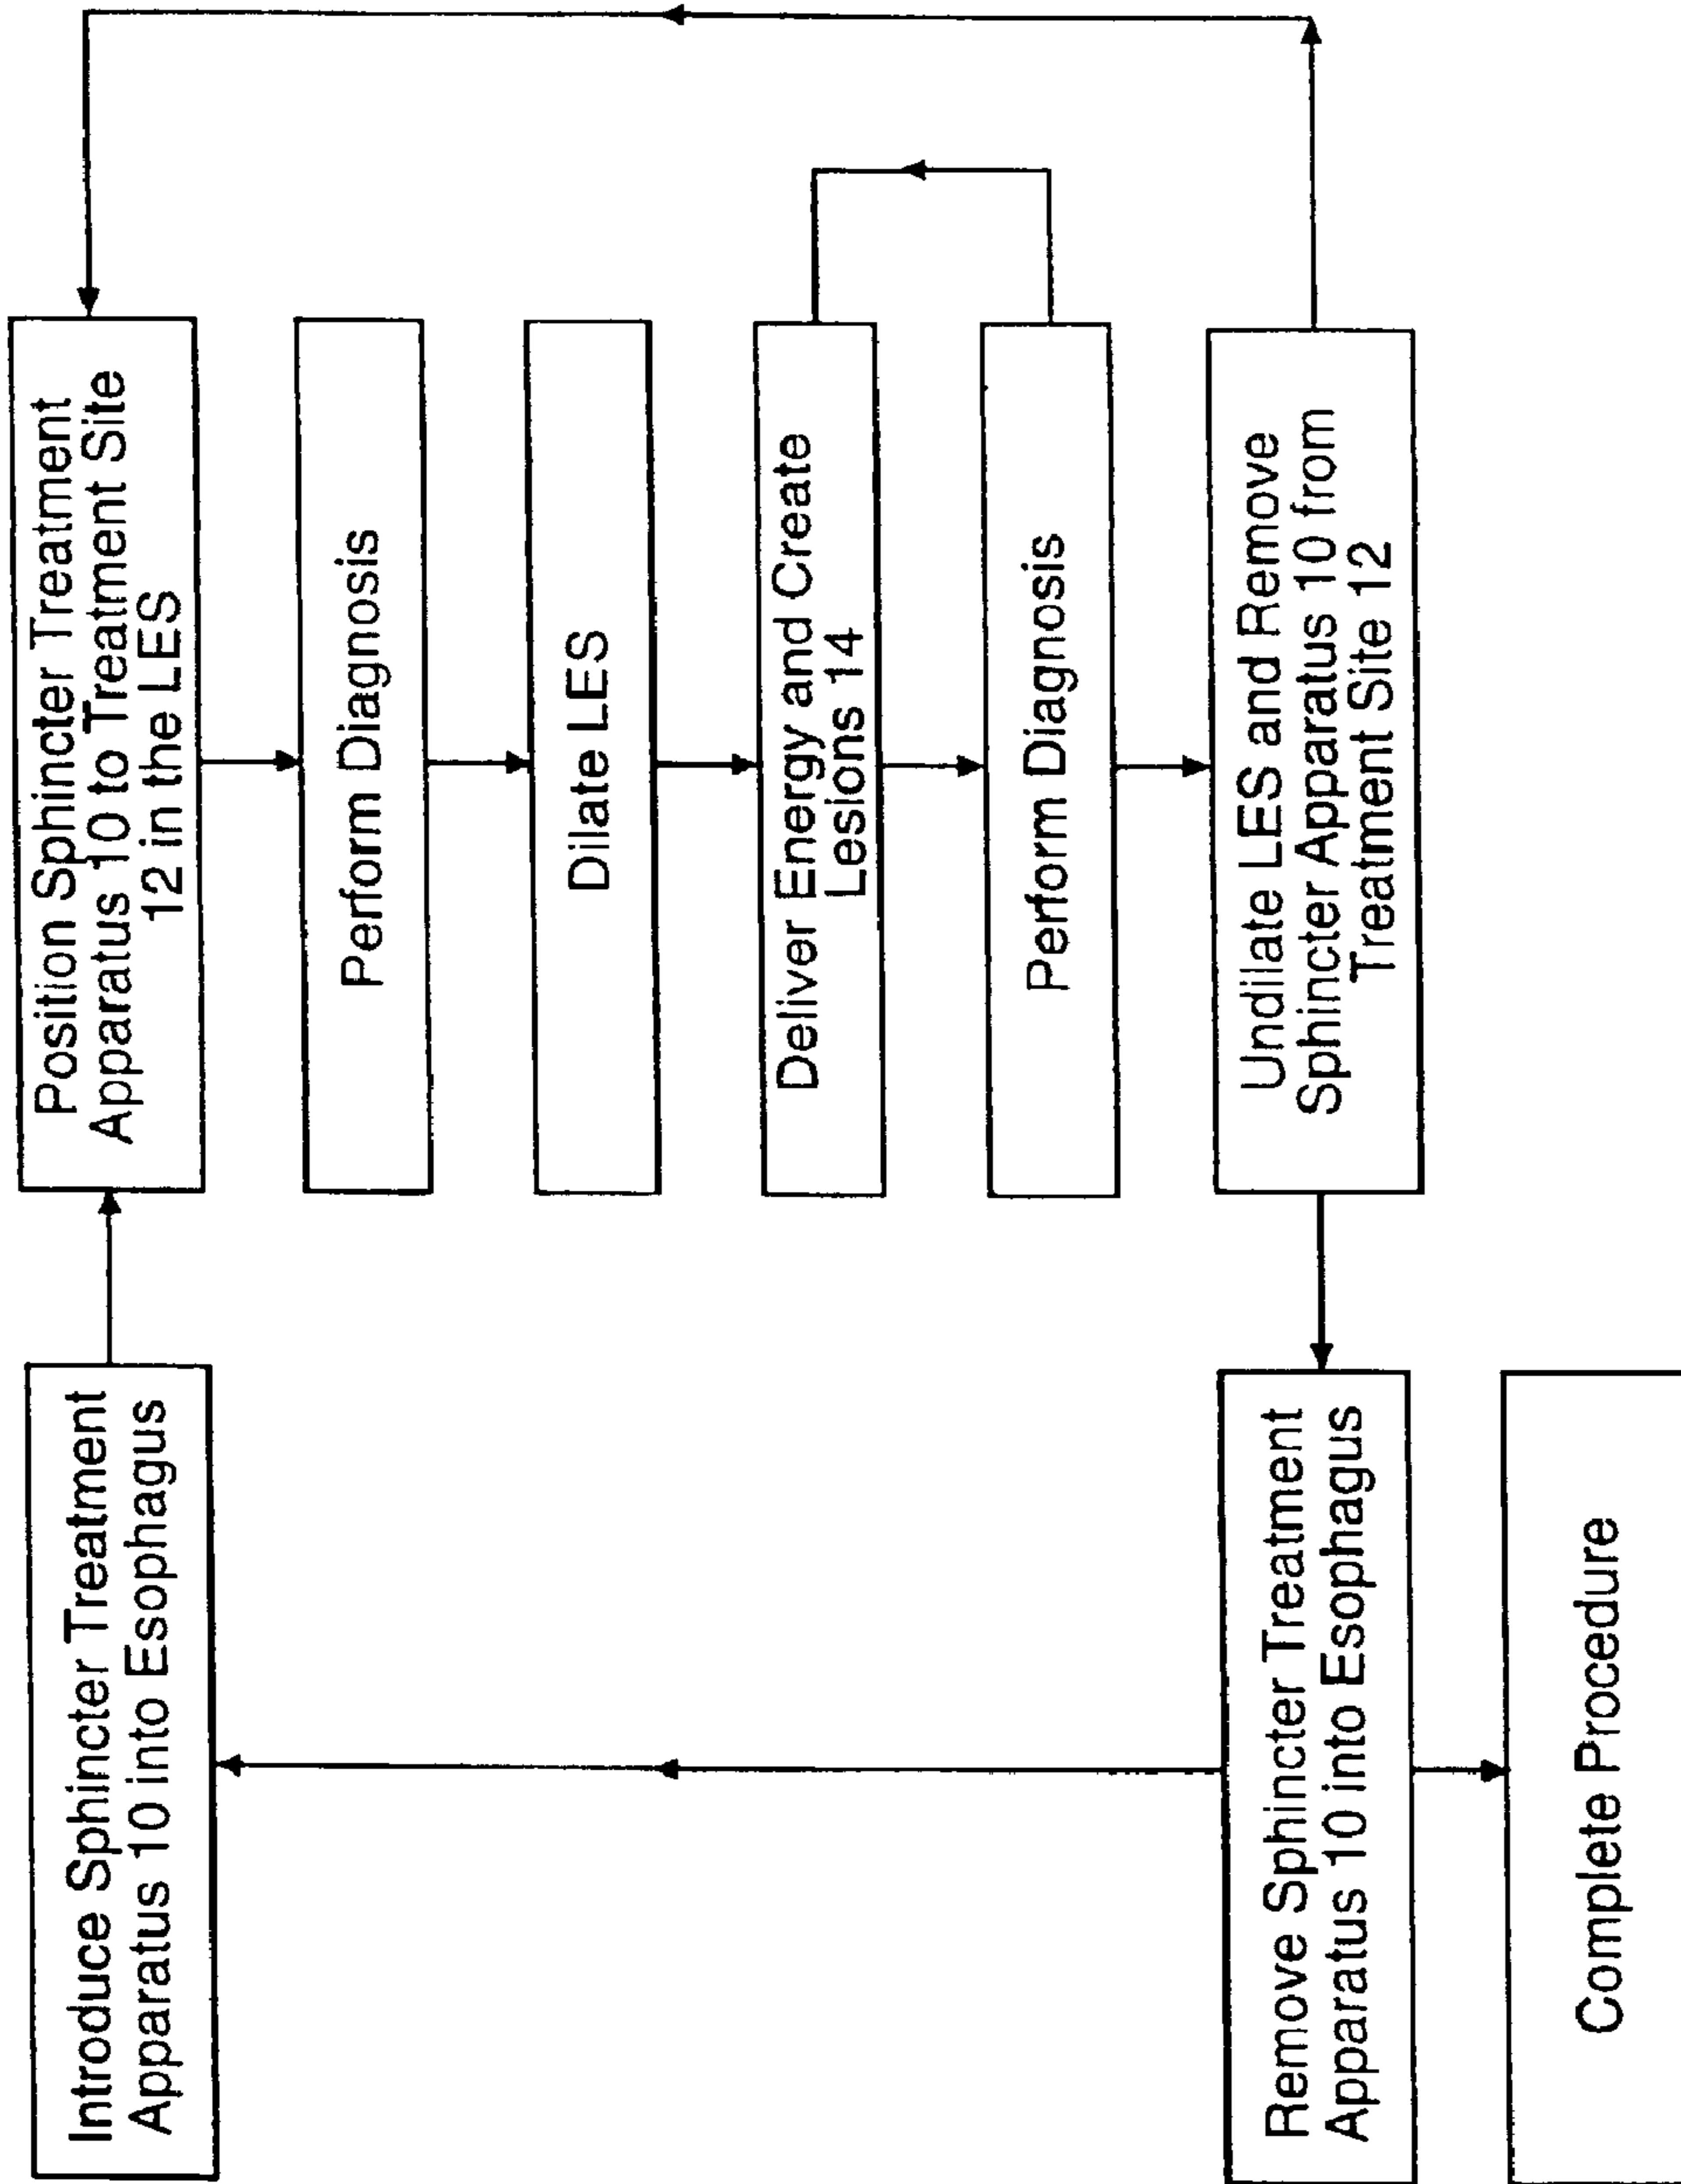 Introduce Sphincter Treatment
Apparatus 10 into Esophagus
Position Sphincter Treatment
Apparatus 10 to Treatment Site
12 in the LES
Perform Diagnosis
Dilate LES
Deliver Energy and Create
Lesions 14
Perform Diagnosis
Undilate LES and Remove
Sphincter Apparatus 10 from
Treatment Site 12
Remove Sphincter Treatment
Apparatus 10 into Esophagus
Complete Procedure